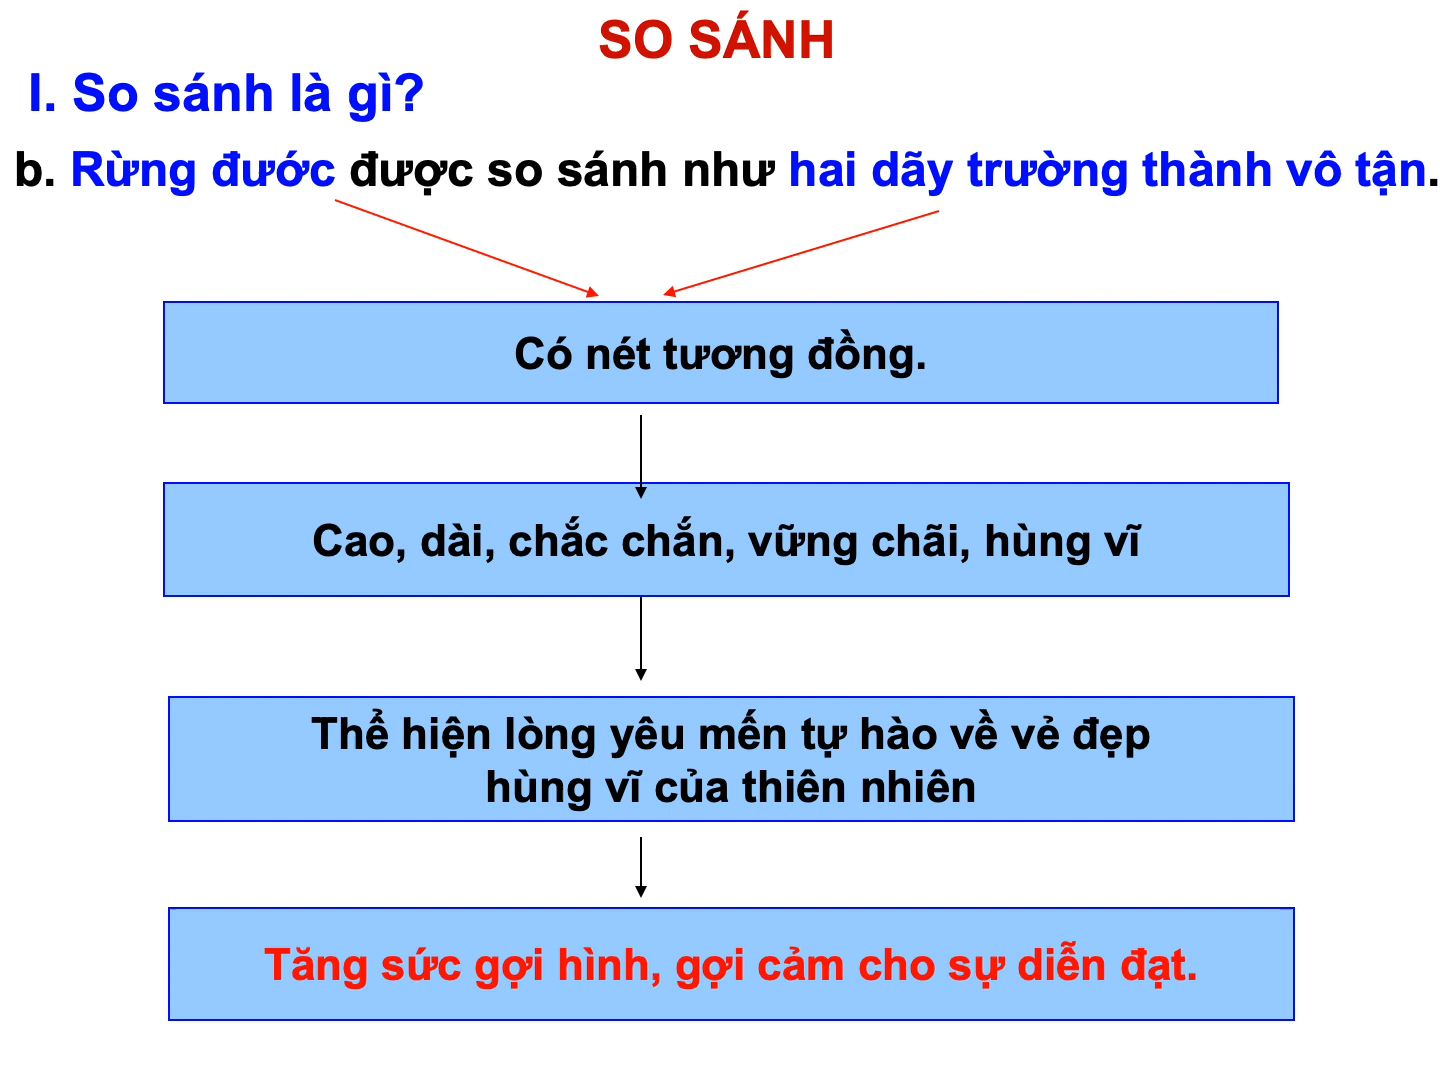 SO SÁNH
I. So sánh là gì?
b. Rừng đước được so sánh như hai dãy trường thành vô tận.
Có nét tương đồng.
Cao, dài, chắc chắn, vững chãi, hùng vĩ
Thể hiện lòng yêu mến tự hào về vẻ đẹp
hùng vĩ của thiên nhiên
Tăng sức gợi hình, gợi cảm cho sự diễn đạt.